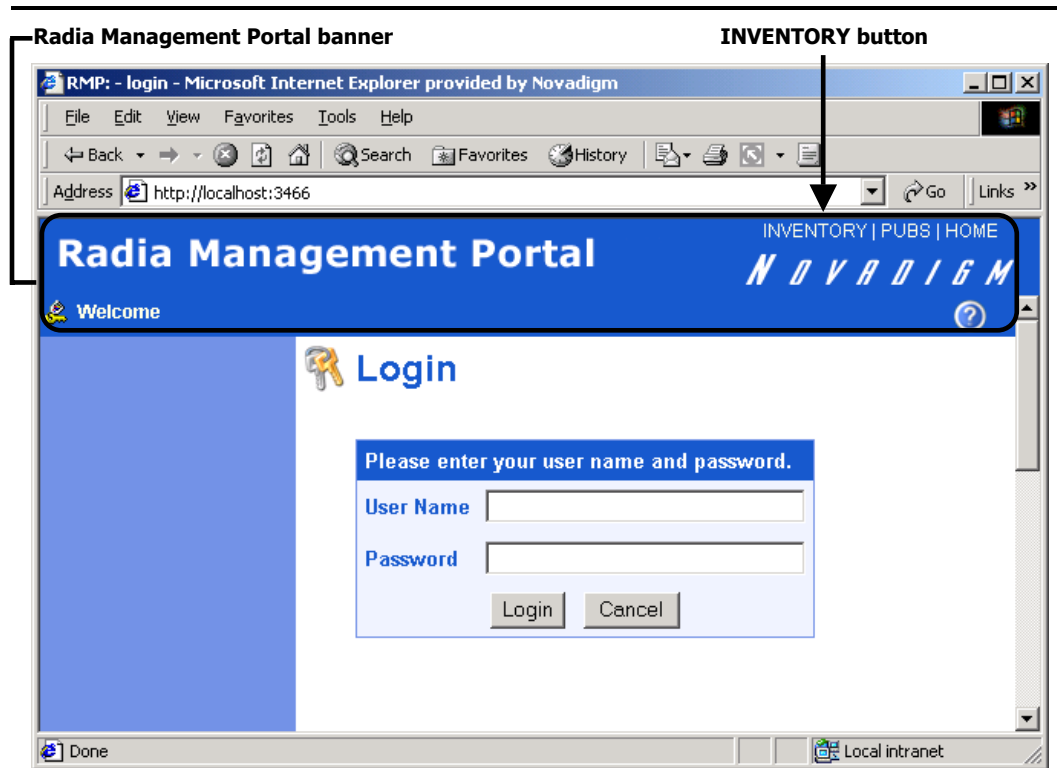 Radia Management Portal banner
INVENTORY button
RMP: - login - Microsoft Internet Explorer provided by Novadigm
File Edit View Favorites Tools Help
Back Search Favorites History
Address http://localhost:3466 Go Links »
INVENTORY | PUBS | HOME
Radia Management Portal
NOVADIGM
Welcome ?
Login
Please enter your user name and password.
User Name
Password
Login Cancel
Done Local intranet